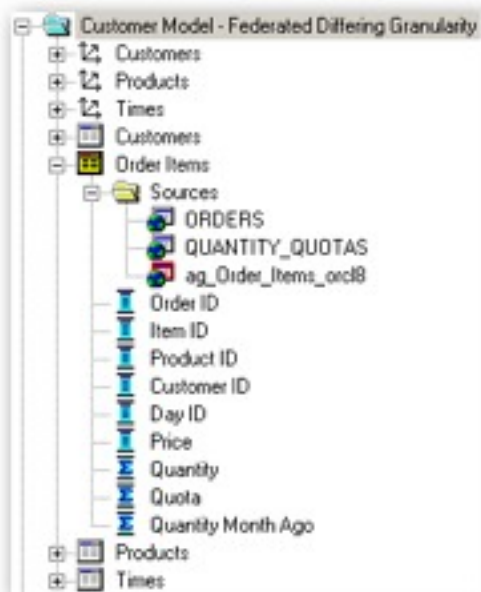 Customer Model - Federated Differing Granularity
Customers
Products
Times
Customers
Order Items
Sources
ORDERS
QUANTITY_QUOTAS
ag_Order_Items_orcl8
Order ID
Item ID
Product ID
Customer ID
Day ID
Price
Quantity
Quota
Quantity Month Ago
Products
Times